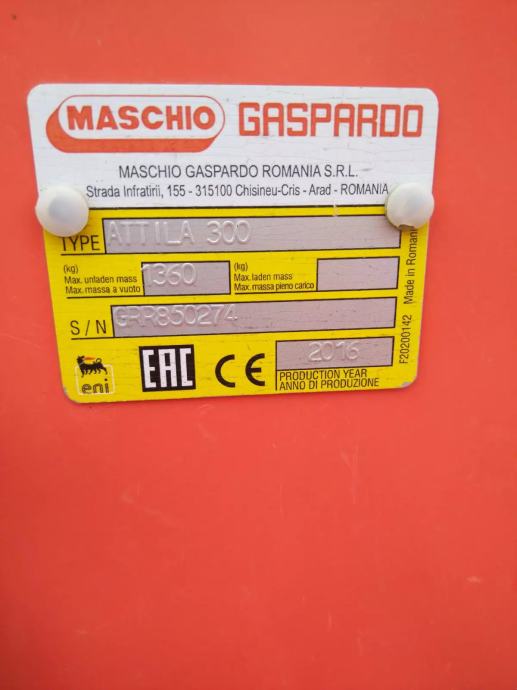 MASCHIO GASPARDO
MASCHIO GASPARDO ROMANIA S.R.L.
Strada Infratirii, 155 - 315100 Chisineu-Cris - Arad - ROMANIA
TYPE ATTILA 300
(kg)
Max. unladen mass
Max. massa a vuoto
1360
(kg)
Max. laden mass
Max. massa pieno carico
S/N GRR850274
eni
EAC CE
2016
PRODUCTION YEAR
ANNO DI PRODUZIONE
F20200142 Made in Romania